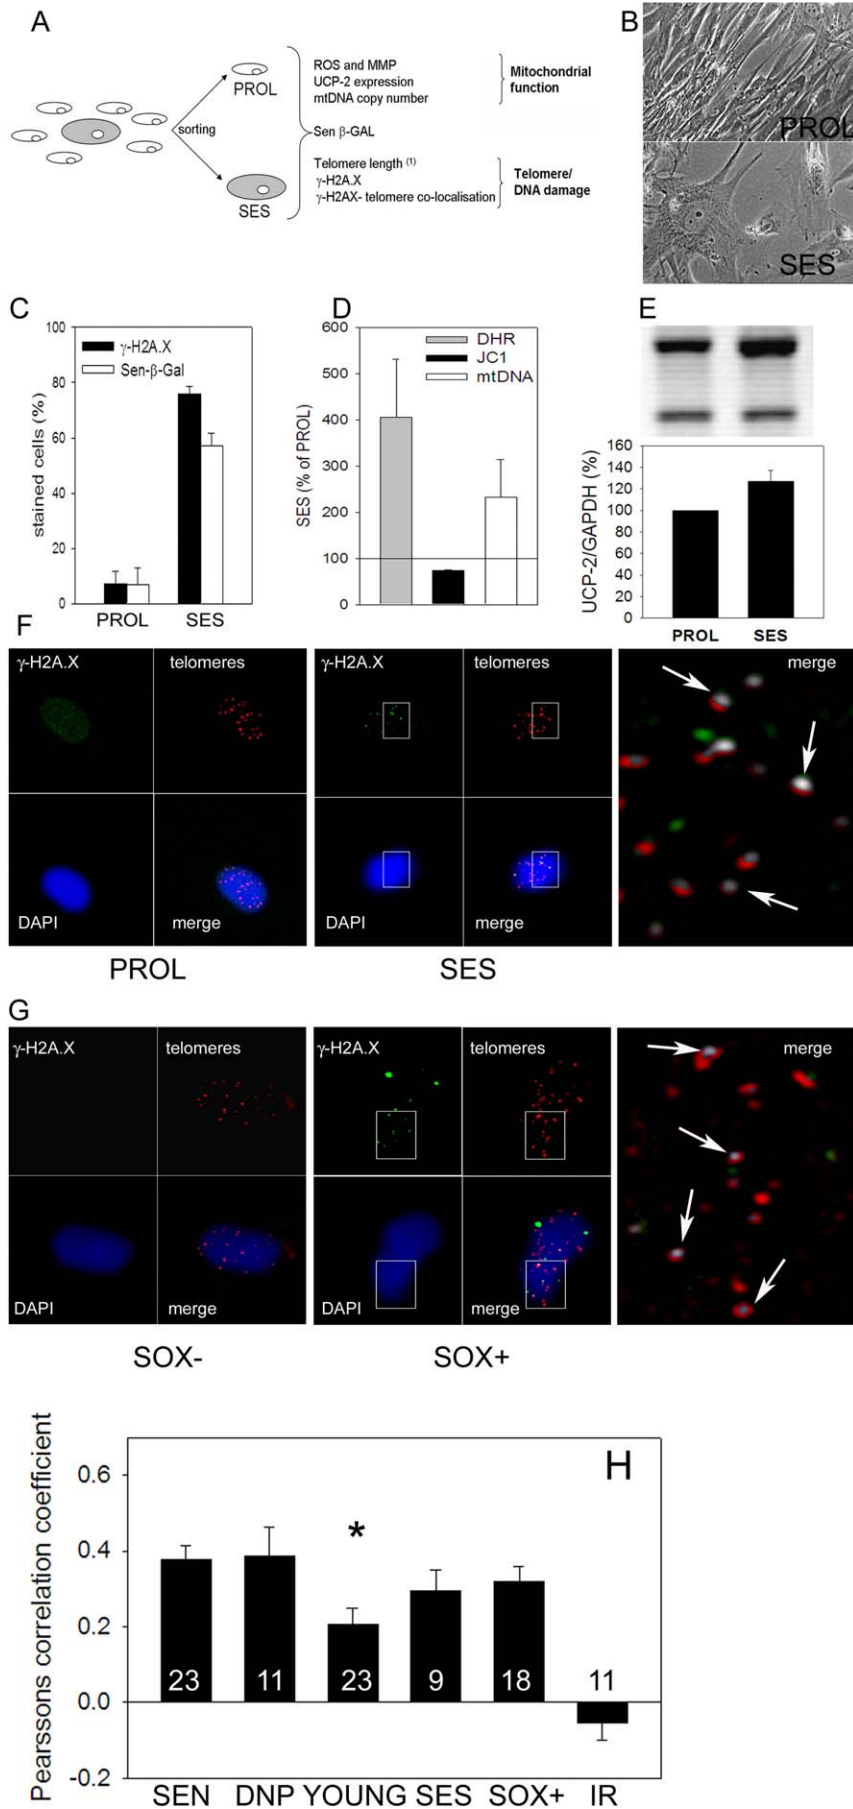 A
PROL
sorting
SES
ROS and MMP
UCP-2 expression
mtDNA copy number
Mitochondrial
function
Sen β-GAL
Telomere length (1)
γ-H2A.X
γ-H2AX- telomere co-localisation
Telomere/
DNA damage
B
PROL
SES
C
100
80
60
40
20
0
stained cells (%)
γ-H2A.X
Sen-β-Gal
PROL
SES
D
600
500
400
300
200
100
0
SES (% of PROL)
DHR
JC1
mtDNA
E
160
140
120
100
80
60
40
20
0
UCP-2/GAPDH (%)
PROL
SES
F
γ-H2A.X
telomeres
DAPI
merge
γ-H2A.X
telomeres
DAPI
merge
merge
PROL
SES
G
γ-H2A.X
telomeres
DAPI
merge
γ-H2A.X
telomeres
DAPI
merge
merge
SOX-
SOX+
H
Pearssons correlation coefficient
0.6
0.4
0.2
0.0
-0.2
*
23
11
23
9
18
11
SEN
DNP
YOUNG
SES
SOX+
IR